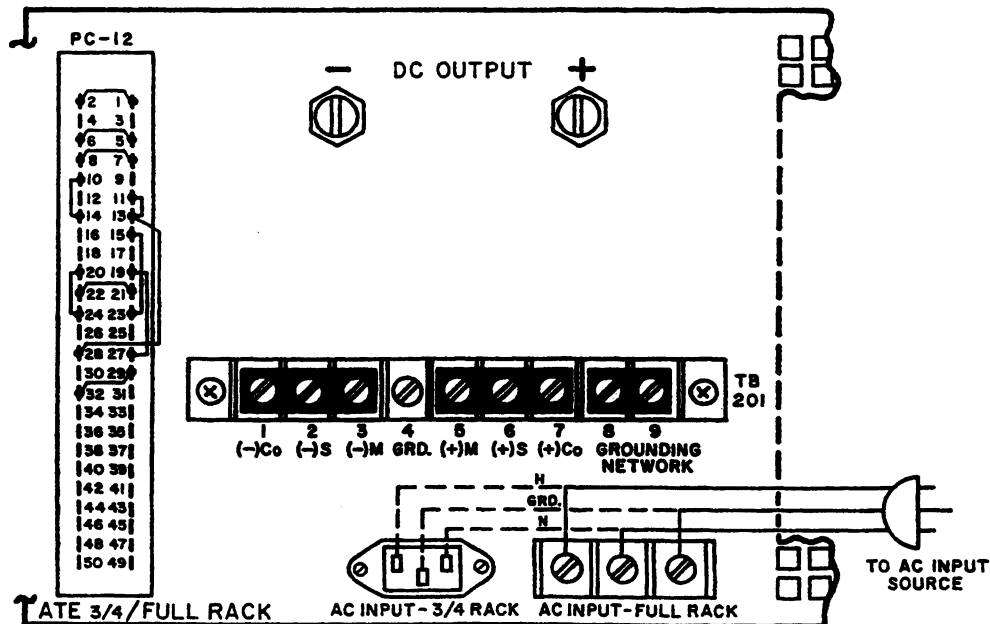 PC-12
2 1
4 3
6 5
8 7
10 9
12 11
14 13
16 15
18 17
20 19
22 21
24 23
26 25
28 27
30 29
32 31
34 33
36 35
38 37
40 39
42 41
44 43
46 45
48 47
50 49
– DC OUTPUT +
TB
201
1 2 3 4 5 6 7 8 9
(–)Co (–)S (–)M GRD. (+)M (+)S (+)Co GROUNDING
NETWORK
H
GRD.
N
TO AC INPUT
SOURCE
AC INPUT-3/4 RACK AC INPUT-FULL RACK
ATE 3/4/FULL RACK